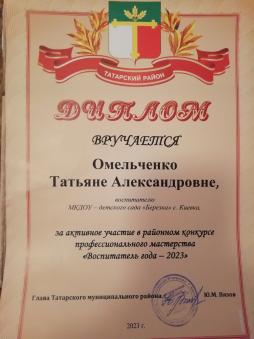 ТАТАРСКИЙ РАЙОН
ДИПЛОМ
ВРУЧАЕТСЯ
Омельченко
Татьяне Александровне,
воспитателю
МКДОУ – детского сада «Березка» с. Киевка,
за активное участие в районном конкурсе
профессионального мастерства
«Воспитатель года – 2023»
Глава Татарского муниципального района Ю.М. Вязов
2023 г.